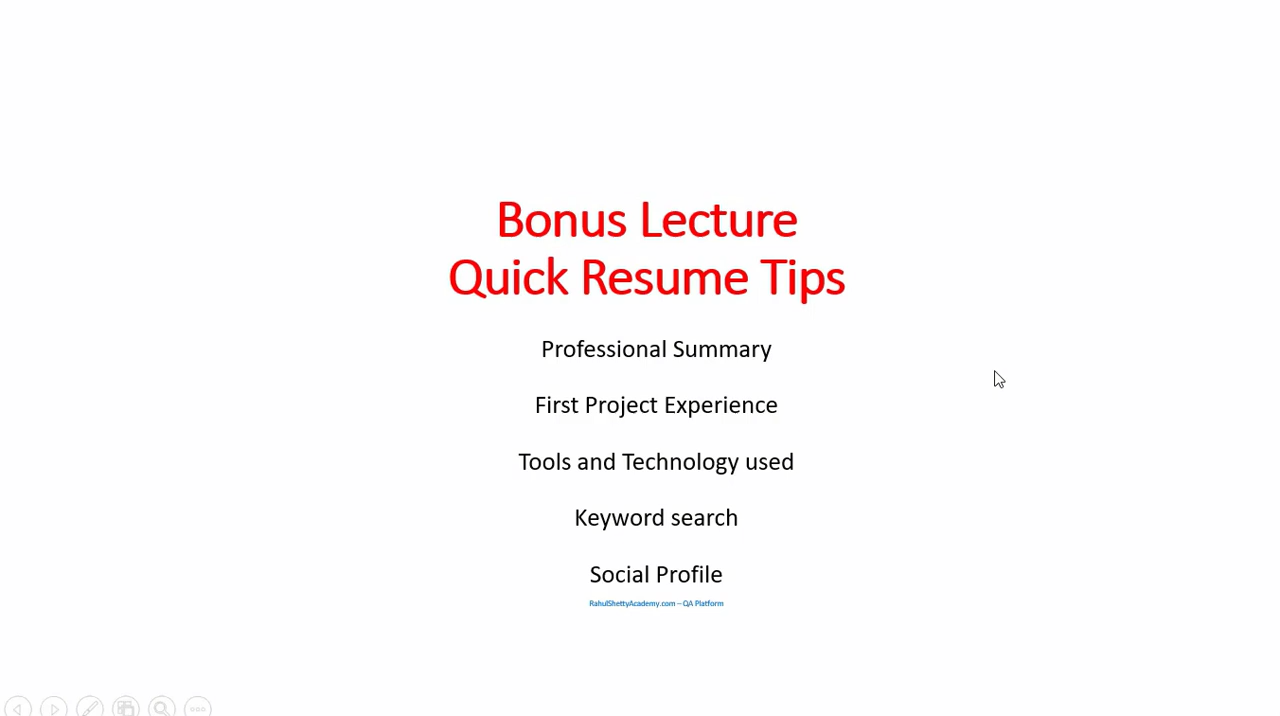 Bonus Lecture
Quick Resume Tips
Professional Summary
First Project Experience
Tools and Technology used
Keyword search
Social Profile
RahulShettyAcademy.com – QA Platform